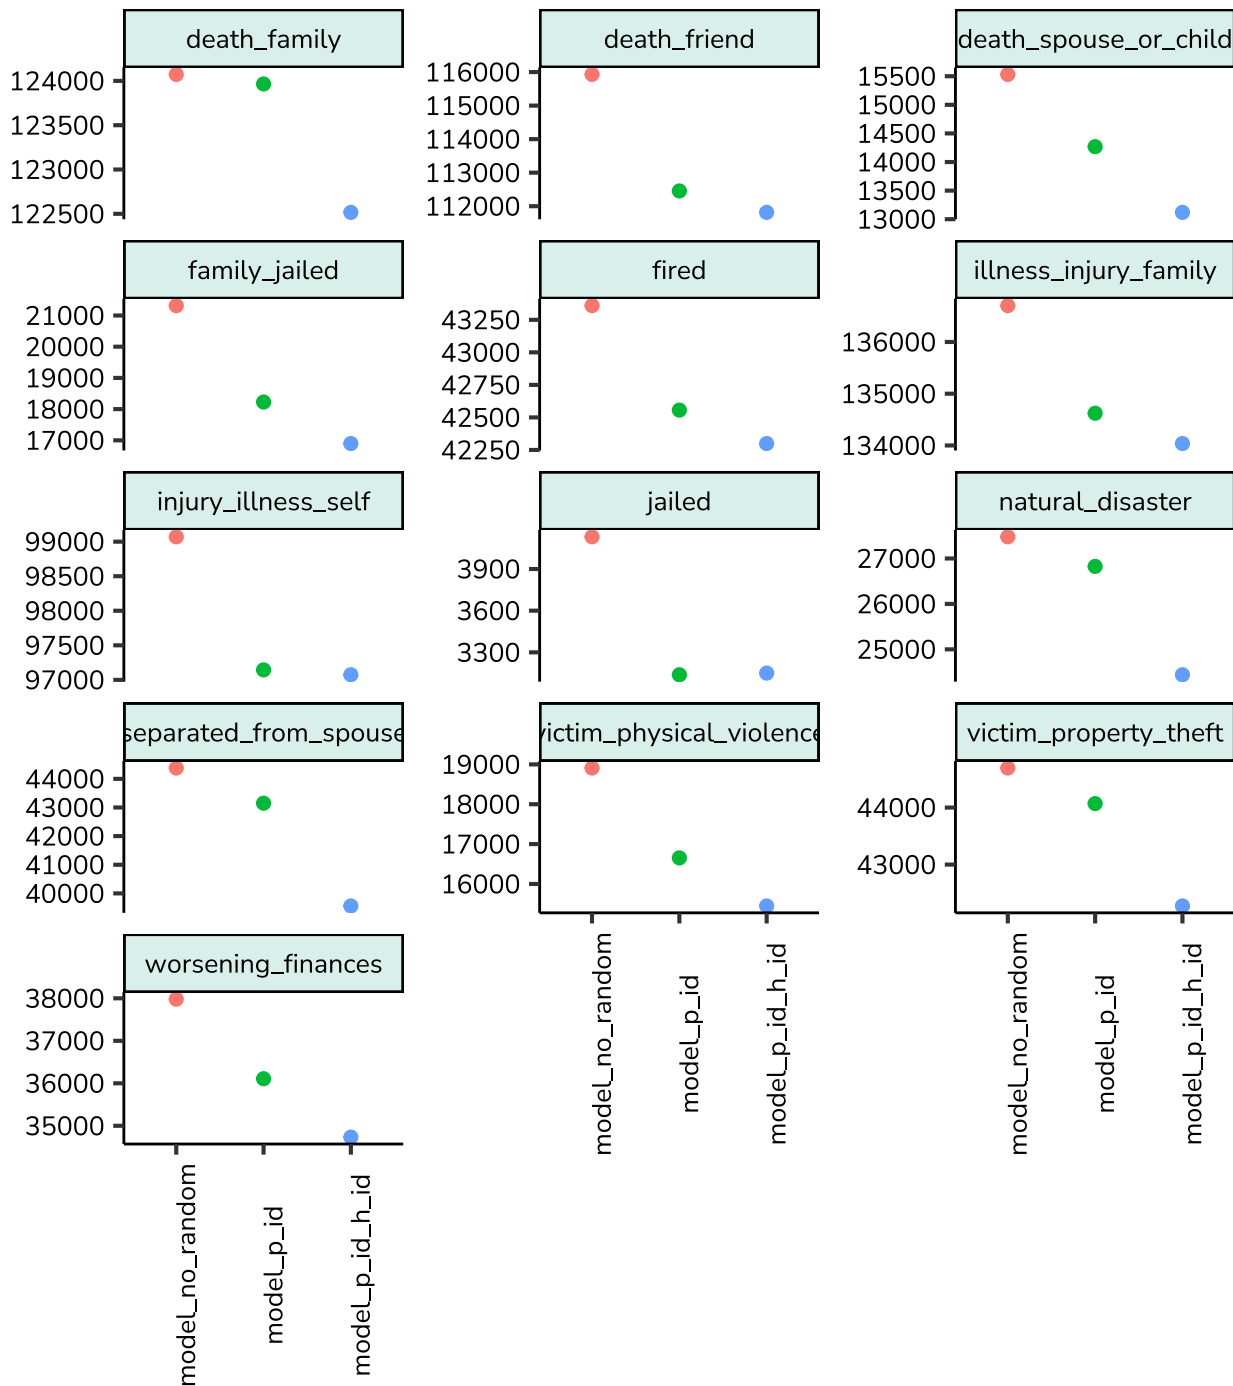 death_family
death_friend
death_spouse_or_child
124000
123500
123000
122500
116000
115000
114000
113000
112000
15500
15000
14500
14000
13500
13000
family_jailed
fired
illness_injury_family
21000
20000
19000
18000
17000
43250
43000
42750
42500
42250
136000
135000
134000
injury_illness_self
jailed
natural_disaster
99000
98500
98000
97500
97000
3900
3600
3300
27000
26000
25000
separated_from_spouse
victim_physical_violence
victim_property_theft
44000
43000
42000
41000
40000
19000
18000
17000
16000
44000
43000
worsening_finances
38000
37000
36000
35000
model_no_random
model_p_id
model_p_id_h_id
model_no_random
model_p_id
model_p_id_h_id
model_no_random
model_p_id
model_p_id_h_id